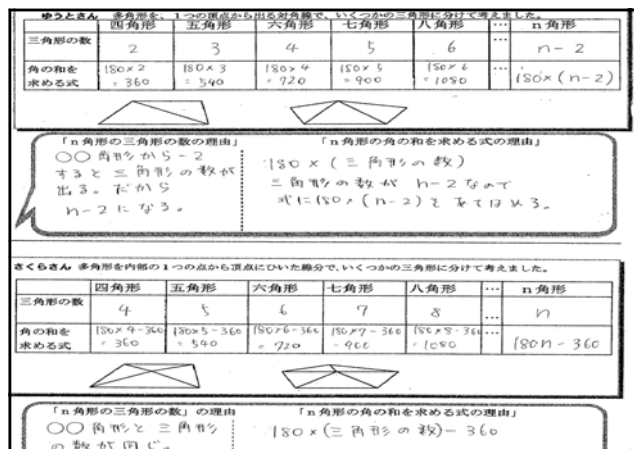 ゆうとさん 多角形を、１つの頂点から出る対角線で、いくつかの三角形に分けて考えました。
四角形 五角形 六角形 七角形 八角形 … n 角形
三角形の数 2 3 4 5 6 … n-2
角の和を求める式 180×2=360 180×3=540 180×4=720 180×5=900 180×6=1080 … 180×(n-2)
「n 角形の三角形の数の理由」
○○角形から-2
すると三角形の数が
出る。だから
n-2になる。
「n 角形の角の和を求める式の理由」
180×(三角形の数)
三角形の数が n-2なので
式に180×(n-2)とあてはめる。
さくらさん 多角形を内部の１つの点から頂点にひいた線分で、いくつかの三角形に分けて考えました。
四角形 五角形 六角形 七角形 八角形 … n 角形
三角形の数 4 5 6 7 8 … n
角の和を求める式 180×4-360=360 180×5-360=540 180×6-360=720 180×7-360=900 180×8-360=1080 … 180n-360
「n 角形の三角形の数」の理由
○○角形と三角形
の数が同じ。
「n 角形の角の和を求める式の理由」
180×(三角形の数)-360